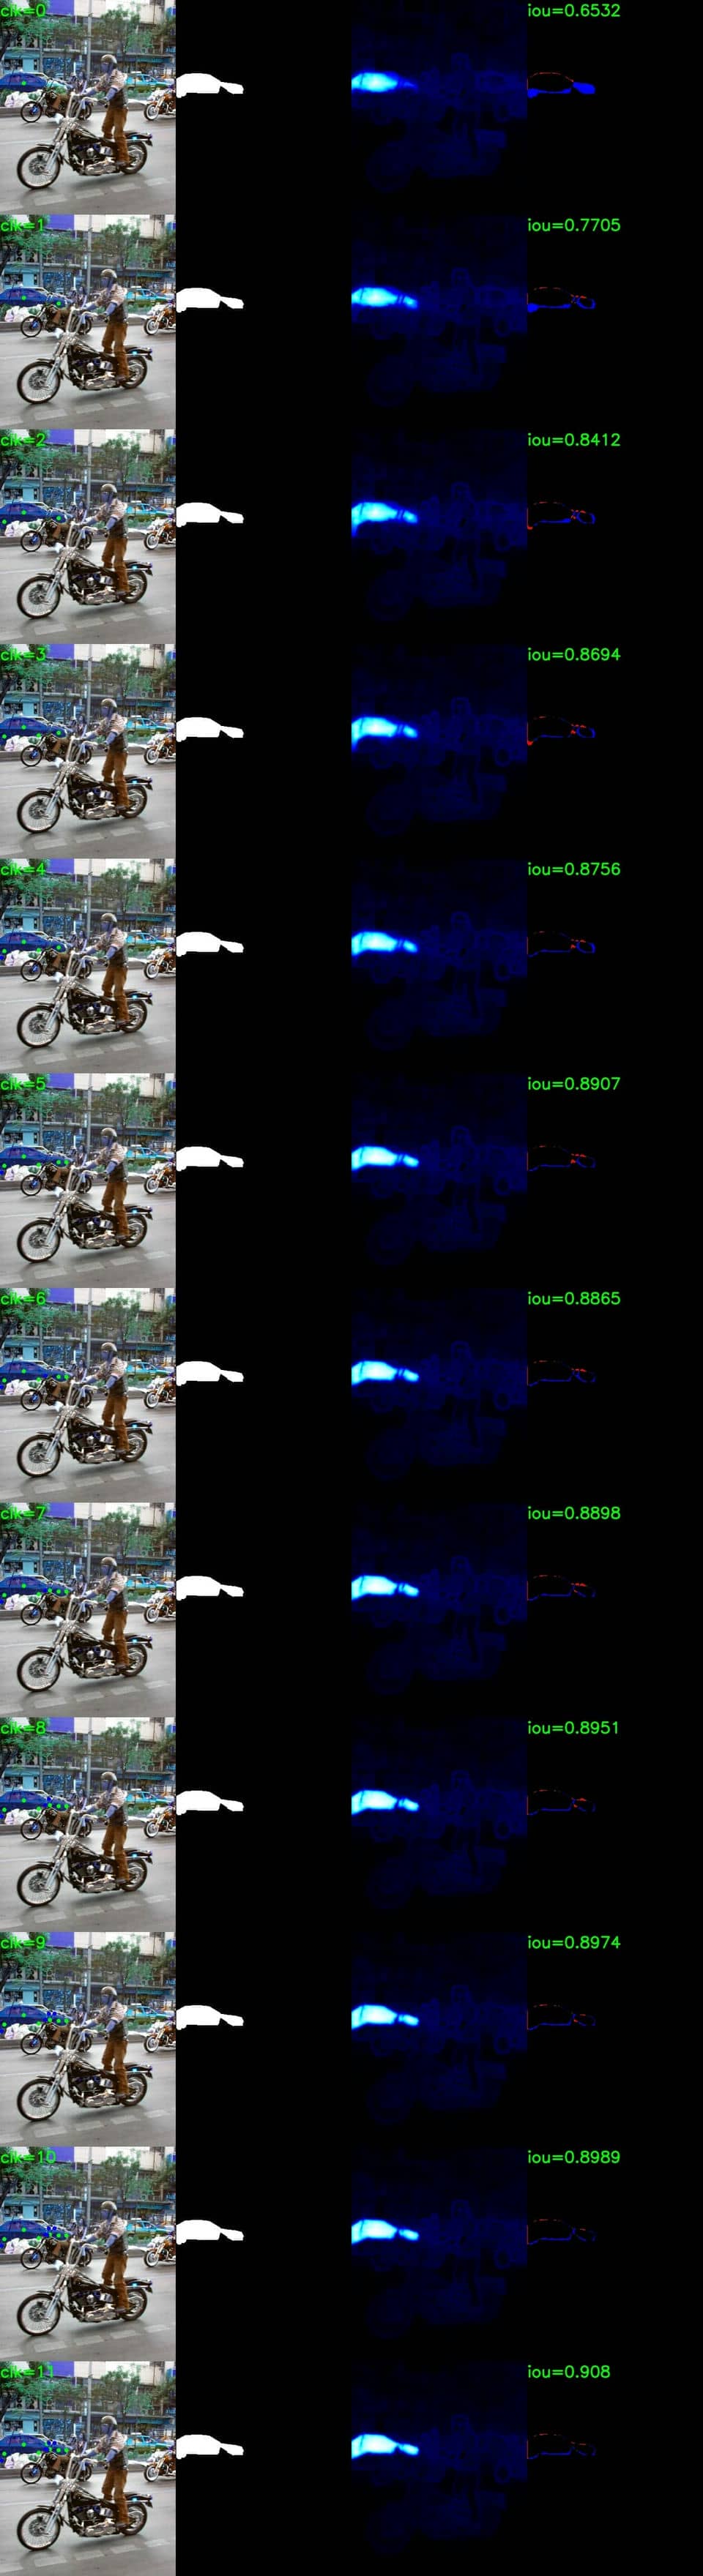 clk=0 iou=0.6532
clk=1 iou=0.7705
clk=2 iou=0.8412
clk=3 iou=0.8694
clk=4 iou=0.8756
clk=5 iou=0.8907
clk=6 iou=0.8865
clk=7 iou=0.8898
clk=8 iou=0.8951
clk=9 iou=0.8974
clk=10 iou=0.8989
clk=11 iou=0.908